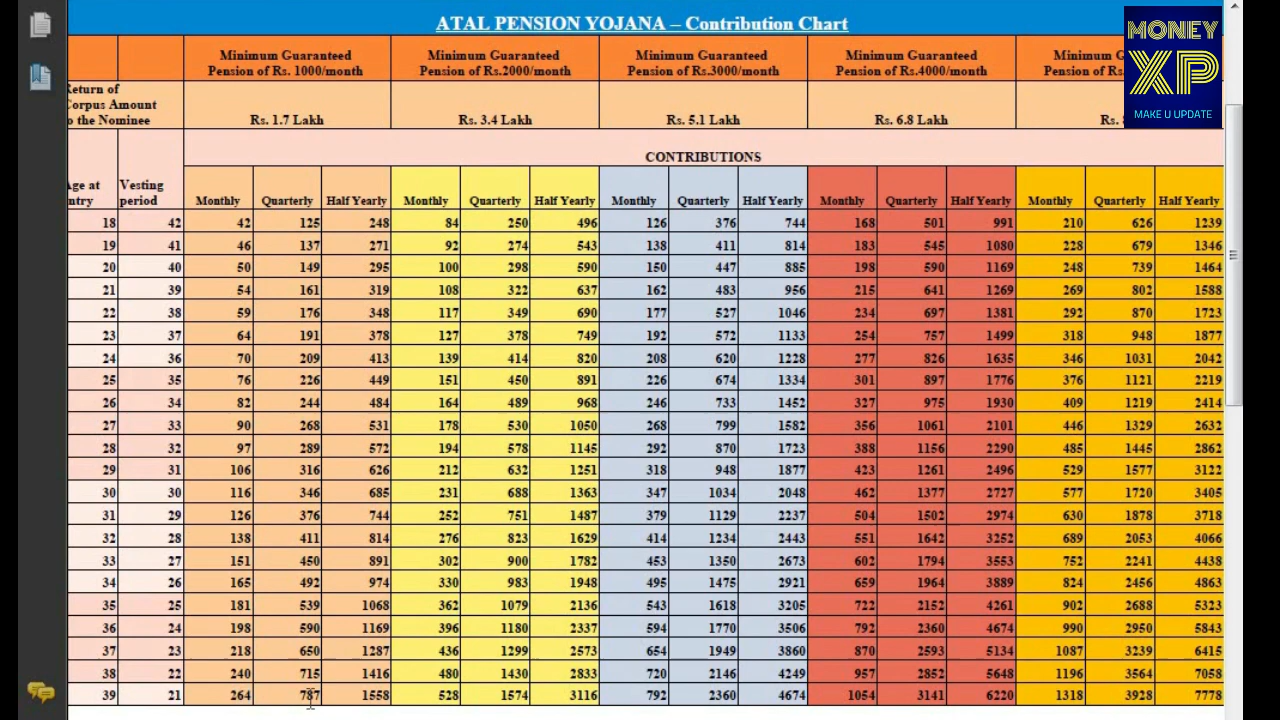 ATAL PENSION YOJANA – Contribution Chart
MONEY
XP
MAKE U UPDATE
Minimum Guaranteed Pension of Rs. 1000/month Minimum Guaranteed Pension of Rs.2000/month Minimum Guaranteed Pension of Rs.3000/month Minimum Guaranteed Pension of Rs.4000/month Pension of Rs.
Return of
Corpus Amount
o the Nominee Rs. 1.7 Lakh Rs. 3.4 Lakh Rs. 5.1 Lakh Rs. 6.8 Lakh Rs.
CONTRIBUTIONS
Age at Vesting
ntry period Monthly Quarterly Half Yearly Monthly Quarterly Half Yearly Monthly Quarterly Half Yearly Monthly Quarterly Half Yearly Monthly Quarterly Half Yearly
18 42 42 125 248 84 250 496 126 376 744 168 501 991 210 626 1239
19 41 46 137 271 92 274 543 138 411 814 183 545 1080 228 679 1346
20 40 50 149 295 100 298 590 150 447 885 198 590 1169 248 739 1464
21 39 54 161 319 108 322 637 162 483 956 215 641 1269 269 802 1588
22 38 59 176 348 117 349 690 177 527 1046 234 697 1381 292 870 1723
23 37 64 191 378 127 378 749 192 572 1133 254 757 1499 318 948 1877
24 36 70 209 413 139 414 820 208 620 1228 277 826 1635 346 1031 2042
25 35 76 226 449 151 450 891 226 674 1334 301 897 1776 376 1121 2219
26 34 82 244 484 164 489 968 246 733 1452 327 975 1930 409 1219 2414
27 33 90 268 531 178 530 1050 268 799 1582 356 1061 2101 446 1329 2632
28 32 97 289 572 194 578 1145 292 870 1723 388 1156 2290 485 1445 2862
29 31 106 316 626 212 632 1251 318 948 1877 423 1261 2496 529 1577 3122
30 30 116 346 685 231 688 1363 347 1034 2048 462 1377 2727 577 1720 3405
31 29 126 376 744 252 751 1487 379 1129 2237 504 1502 2974 630 1878 3718
32 28 138 411 814 276 823 1629 414 1234 2443 551 1642 3252 689 2053 4066
33 27 151 450 891 302 900 1782 453 1350 2673 602 1794 3553 752 2241 4438
34 26 165 492 974 330 983 1948 495 1475 2921 659 1964 3889 824 2456 4863
35 25 181 539 1068 362 1079 2136 543 1618 3205 722 2152 4261 902 2688 5323
36 24 198 590 1169 396 1180 2337 594 1770 3506 792 2360 4674 990 2950 5843
37 23 218 650 1287 436 1299 2573 654 1949 3860 870 2593 5134 1087 3239 6415
38 22 240 715 1416 480 1430 2833 720 2146 4249 957 2852 5648 1196 3564 7058
39 21 264 787 1558 528 1574 3116 792 2360 4674 1054 3141 6220 1318 3928 7778